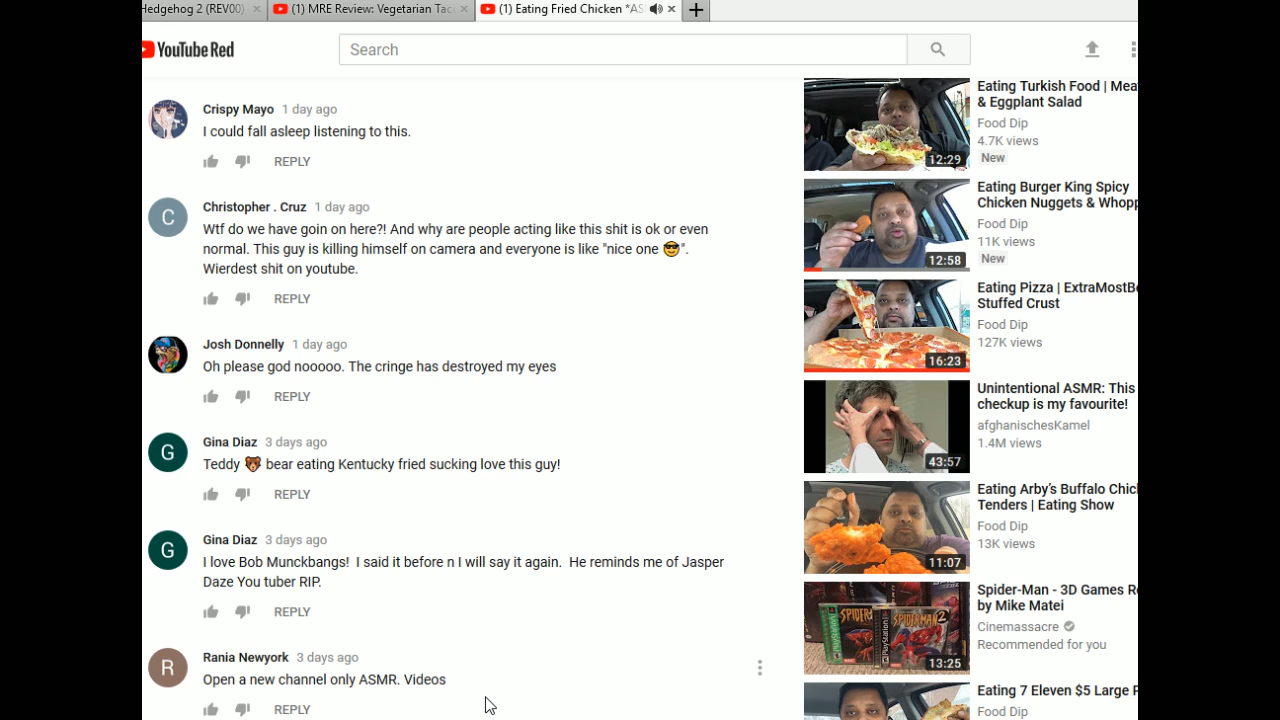 Hedgehog 2 (REV00)
(1) MRE Review: Vegetarian Tac
(1) Eating Fried Chicken *AS
YouTube Red
Search
Crispy Mayo 1 day ago
I could fall asleep listening to this.
REPLY
Christopher . Cruz 1 day ago
Wtf do we have goin on here?! And why are people acting like this shit is ok or even
normal. This guy is killing himself on camera and everyone is like "nice one 😎".
Wierdest shit on youtube.
REPLY
Josh Donnelly 1 day ago
Oh please god nooooo. The cringe has destroyed my eyes
REPLY
G
Gina Diaz 3 days ago
Teddy 🐻 bear eating Kentucky fried sucking love this guy!
REPLY
G
Gina Diaz 3 days ago
I love Bob Munckbangs! I said it before n I will say it again. He reminds me of Jasper
Daze You tuber RIP.
REPLY
R
Rania Newyork 3 days ago
Open a new channel only ASMR. Videos
REPLY
C
12:29
Eating Turkish Food | Mea
& Eggplant Salad
Food Dip
4.7K views
New
12:58
Eating Burger King Spicy
Chicken Nuggets & Whopp
Food Dip
11K views
New
16:23
Eating Pizza | ExtraMostBe
Stuffed Crust
Food Dip
127K views
43:57
Unintentional ASMR: This
checkup is my favourite!
afghanischesKamel
1.4M views
11:07
Eating Arby's Buffalo Chic
Tenders | Eating Show
Food Dip
13K views
SPIDER
SPIDER-MAN 2
PlayStation
13:25
Spider-Man - 3D Games R
by Mike Matei
Cinemassacre
Recommended for you
Eating 7 Eleven $5 Large P
Food Dip